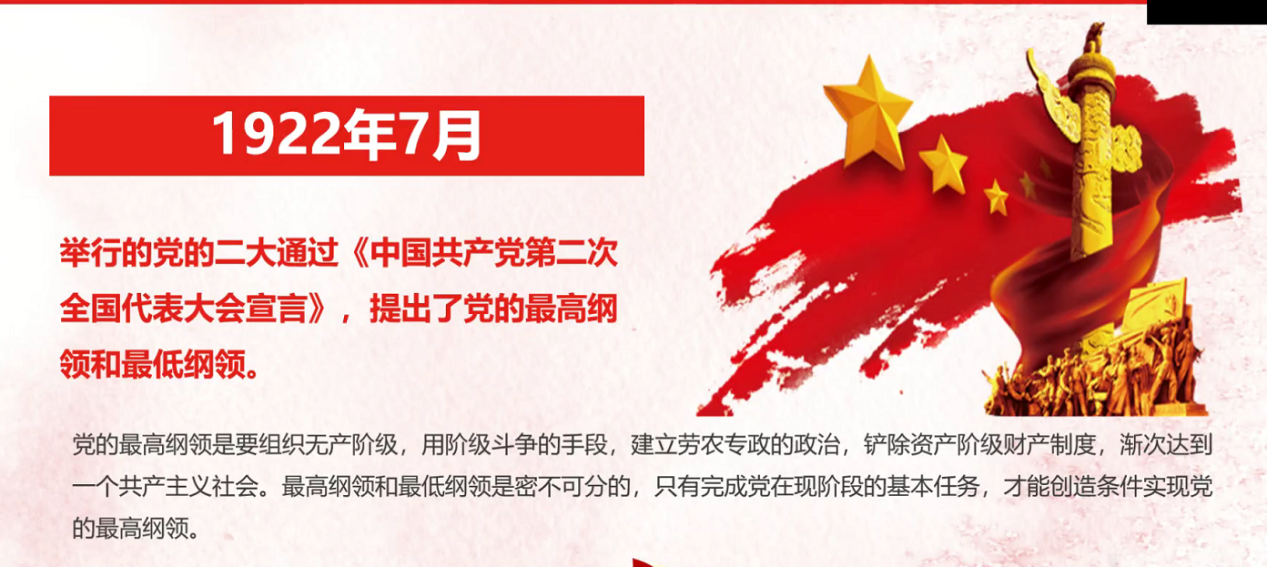 1922年7月
举行的党的二大通过《中国共产党第二次
全国代表大会宣言》，提出了党的最高纲
领和最低纲领。
党的最高纲领是要组织无产阶级，用阶级斗争的手段，建立劳农专政的政治，铲除资产阶级财产制度，渐次达到
一个共产主义社会。最高纲领和最低纲领是密不可分的，只有完成党在现阶段的基本任务，才能创造条件实现党
的最高纲领。